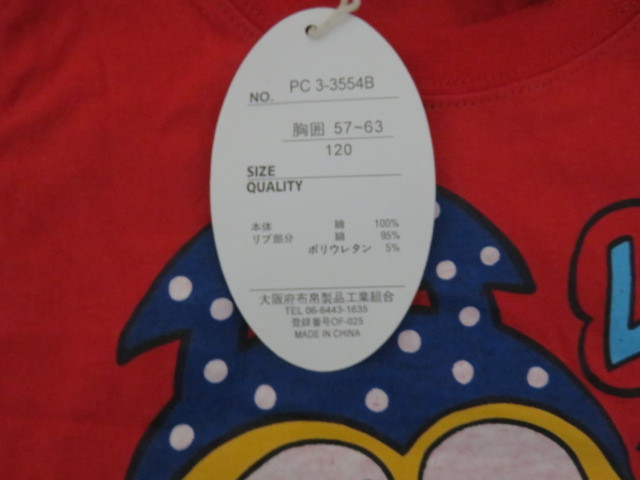 NO. PC 3-3554B
胸囲 57~63
120
SIZE
QUALITY
本体 綿 100%
リブ部分 綿 95%
ポリウレタン 5%
大阪府布帛製品工業組合
TEL 06-6443-1635
登録番号OF-025
MADE IN CHINA
L